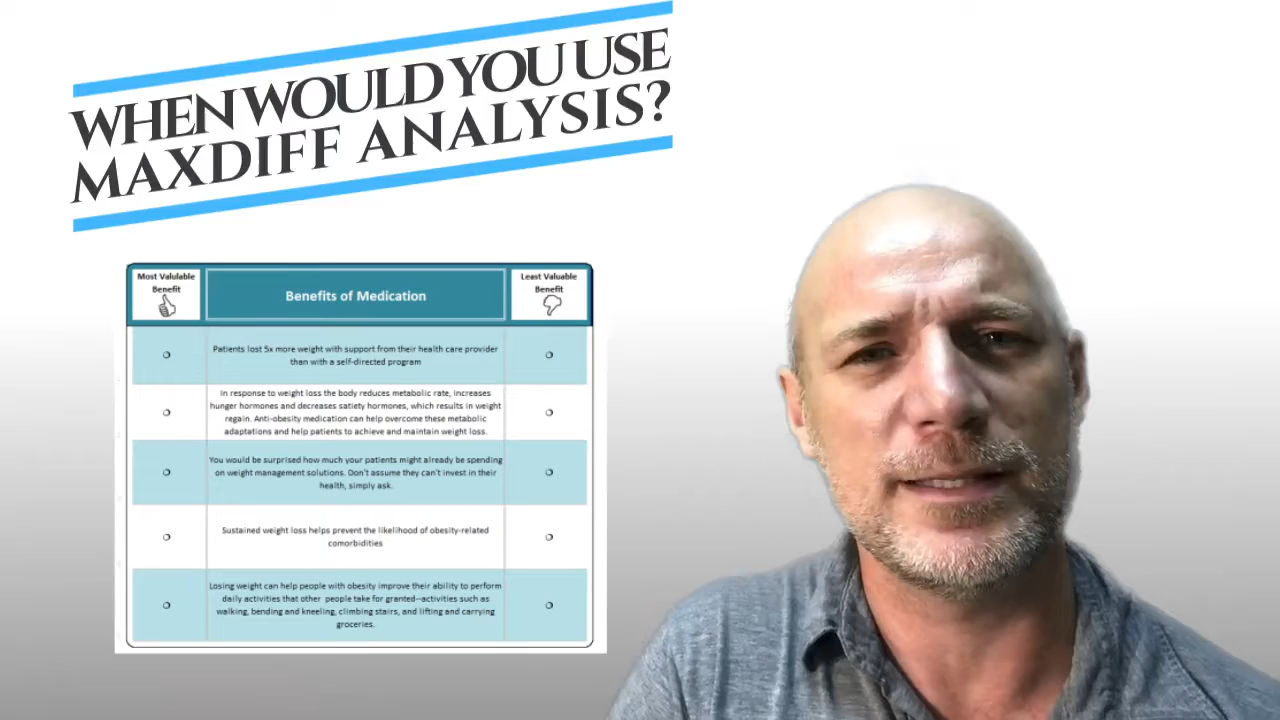 WHEN WOULD YOU USE
MAXDIFF ANALYSIS?
Most Valulable
Benefit
Benefits of Medication
Least Valuable
Benefit
Patients lost 5x more weight with support from their health care provider
than with a self-directed program
In response to weight loss the body reduces metabolic rate, increases
hunger hormones and decreases satiety hormones, which results in weight
regain. Anti-obesity medication can help overcome these metabolic
adaptations and help patients to achieve and maintain weight loss.
You would be surprised how much your patients might already be spending
on weight management solutions. Don't assume they can't invest in their
health, simply ask.
Sustained weight loss helps prevent the likelihood of obesity-related
comorbidities
Losing weight can help people with obesity improve their ability to perform
daily activities that other people take for granted--activities such as
walking, bending and kneeling, climbing stairs, and lifting and carrying
groceries.